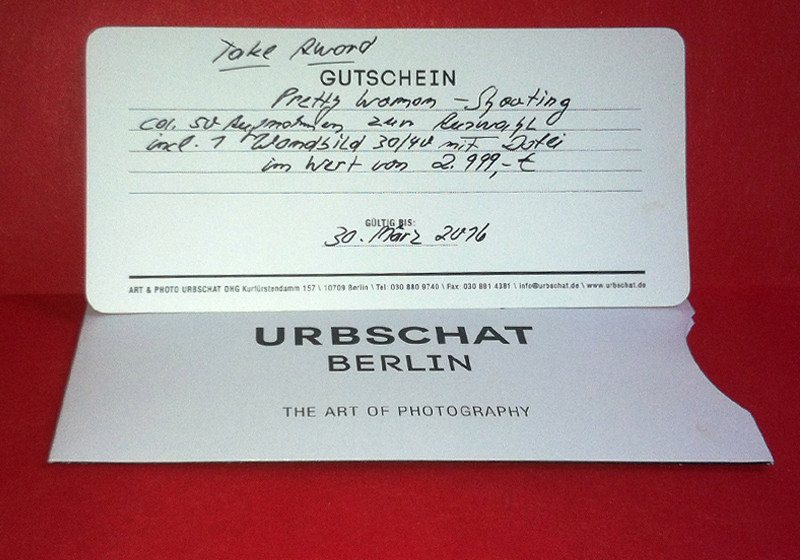 Take Award
GUTSCHEIN
Pretty Woman - Shooting
ca. 50 Aufnahmen zur Auswahl
incl. 1 Wandbild 30/40 mit Datei
im Wert von 2.999,- €
GÜLTIG BIS:
30. März 2016
ART & PHOTO URBSCHAT OHG Kurfürstendamm 157 \ 10709 Berlin \ Tel: 030 880 9740 \ Fax: 030 881 4381 \ info@urbschat.de \ www.urbschat.de
URBSCHAT
BERLIN
THE ART OF PHOTOGRAPHY